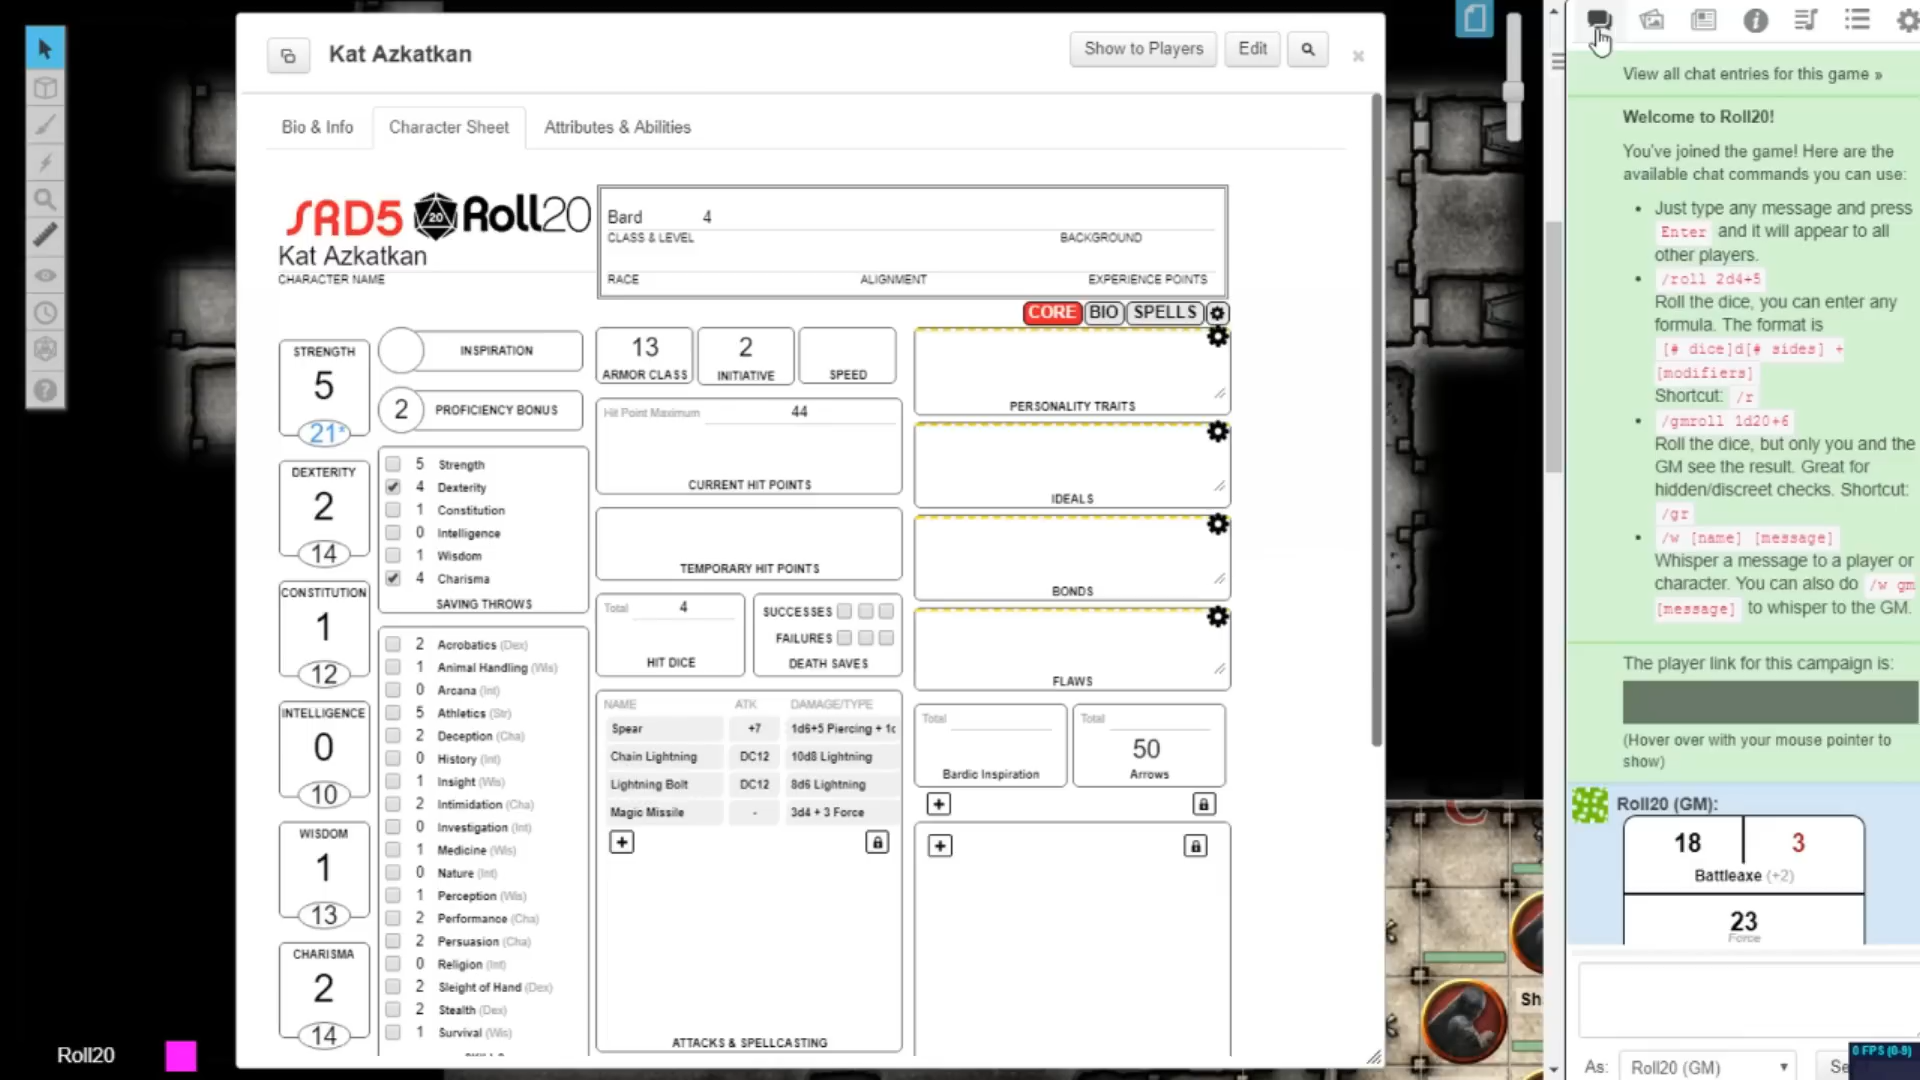 Kat Azkatkan
Show to Players
Edit
Bio & Info
Character Sheet
Attributes & Abilities
SRD5 20 Roll20
Kat Azkatkan
CHARACTER NAME
Bard 4
CLASS & LEVEL
BACKGROUND
RACE
ALIGNMENT
EXPERIENCE POINTS
CORE
BIO
SPELLS
STRENGTH
5
21*
DEXTERITY
2
14
CONSTITUTION
1
12
INTELLIGENCE
0
10
WISDOM
1
13
CHARISMA
2
14
INSPIRATION
2 PROFICIENCY BONUS
5 Strength
4 Dexterity
1 Constitution
0 Intelligence
1 Wisdom
4 Charisma
SAVING THROWS
2 Acrobatics (Dex)
1 Animal Handling (Wis)
0 Arcana (Int)
5 Athletics (Str)
2 Deception (Cha)
0 History (Int)
1 Insight (Wis)
2 Intimidation (Cha)
0 Investigation (Int)
1 Medicine (Wis)
0 Nature (Int)
1 Perception (Wis)
2 Performance (Cha)
2 Persuasion (Cha)
0 Religion (Int)
2 Sleight of Hand (Dex)
2 Stealth (Dex)
1 Survival (Wis)
13
ARMOR CLASS
2
INITIATIVE
SPEED
Hit Point Maximum 44
CURRENT HIT POINTS
TEMPORARY HIT POINTS
Total 4
HIT DICE
SUCCESSES
FAILURES
DEATH SAVES
NAME ATK DAMAGE/TYPE
Spear +7 1d6+5 Piercing + 1d
Chain Lightning DC12 10d8 Lightning
Lightning Bolt DC12 8d6 Lightning
Magic Missile - 3d4 + 3 Force
ATTACKS & SPELLCASTING
PERSONALITY TRAITS
IDEALS
BONDS
FLAWS
Total
Bardic Inspiration
Total
50
Arrows
View all chat entries for this game »
Welcome to Roll20!
You've joined the game! Here are the
available chat commands you can use:
• Just type any message and press
Enter and it will appear to all
other players.
• /roll 2d4+5
Roll the dice, you can enter any
formula. The format is
[# dice]d[# sides] +
[modifiers]
Shortcut: /r
• /gmroll 1d20+6
Roll the dice, but only you and the
GM see the result. Great for
hidden/discreet checks. Shortcut:
/gr
• /w [name] [message]
Whisper a message to a player or
character. You can also do /w gm
[message] to whisper to the GM.
The player link for this campaign is:
(Hover over with your mouse pointer to
show)
Roll20 (GM):
18 3
Battleaxe (+2)
23
Force
Sh
As: Roll20 (GM)
Se
0 FPS (0-9)
Roll20